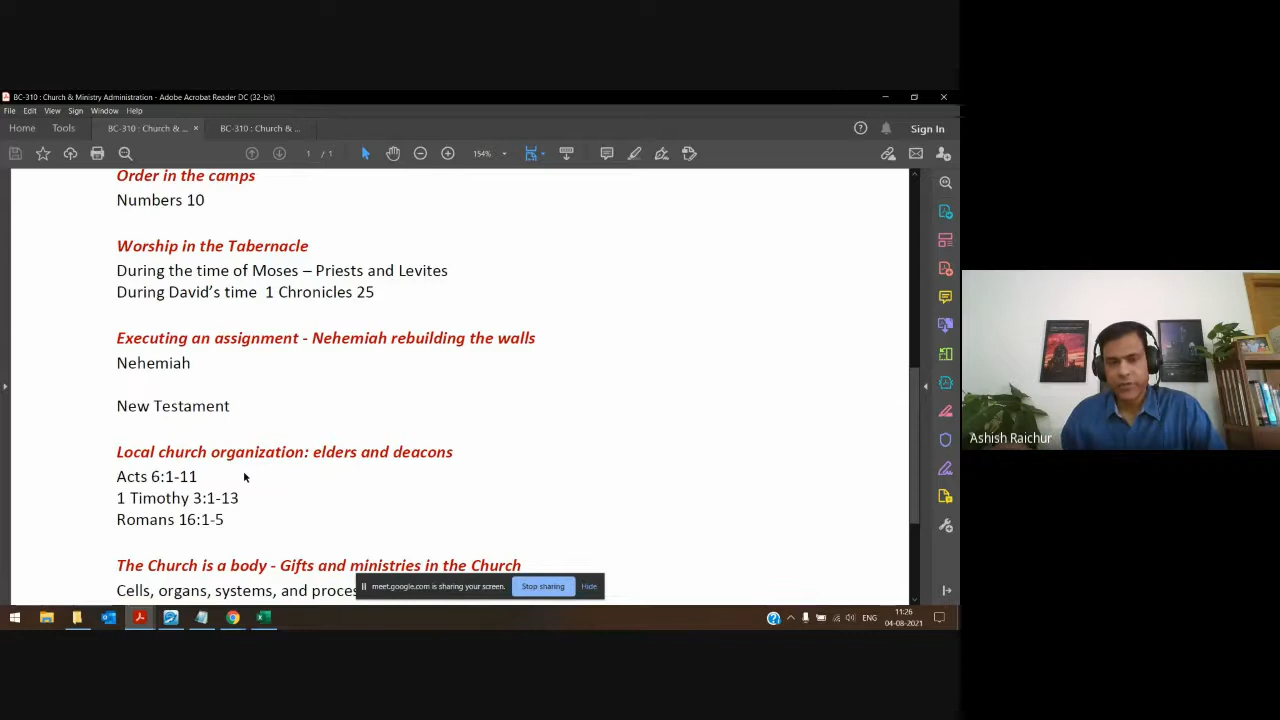 BC-310 : Church & Ministry Administration - Adobe Acrobat Reader DC (32-bit)
File Edit View Sign Window Help
Home Tools BC-310 : Church & ... × BC-310 : Church & ... Sign In
1 / 1 154%
Order in the camps
Numbers 10
Worship in the Tabernacle
During the time of Moses – Priests and Levites
During David’s time 1 Chronicles 25
Executing an assignment - Nehemiah rebuilding the walls
Nehemiah
New Testament
Local church organization: elders and deacons
Acts 6:1-11
1 Timothy 3:1-13
Romans 16:1-5
The Church is a body - Gifts and ministries in the Church
Cells, organs, systems, and proces
meet.google.com is sharing your screen. Stop sharing Hide
Ashish Raichur
ENG
11:26
04-08-2021